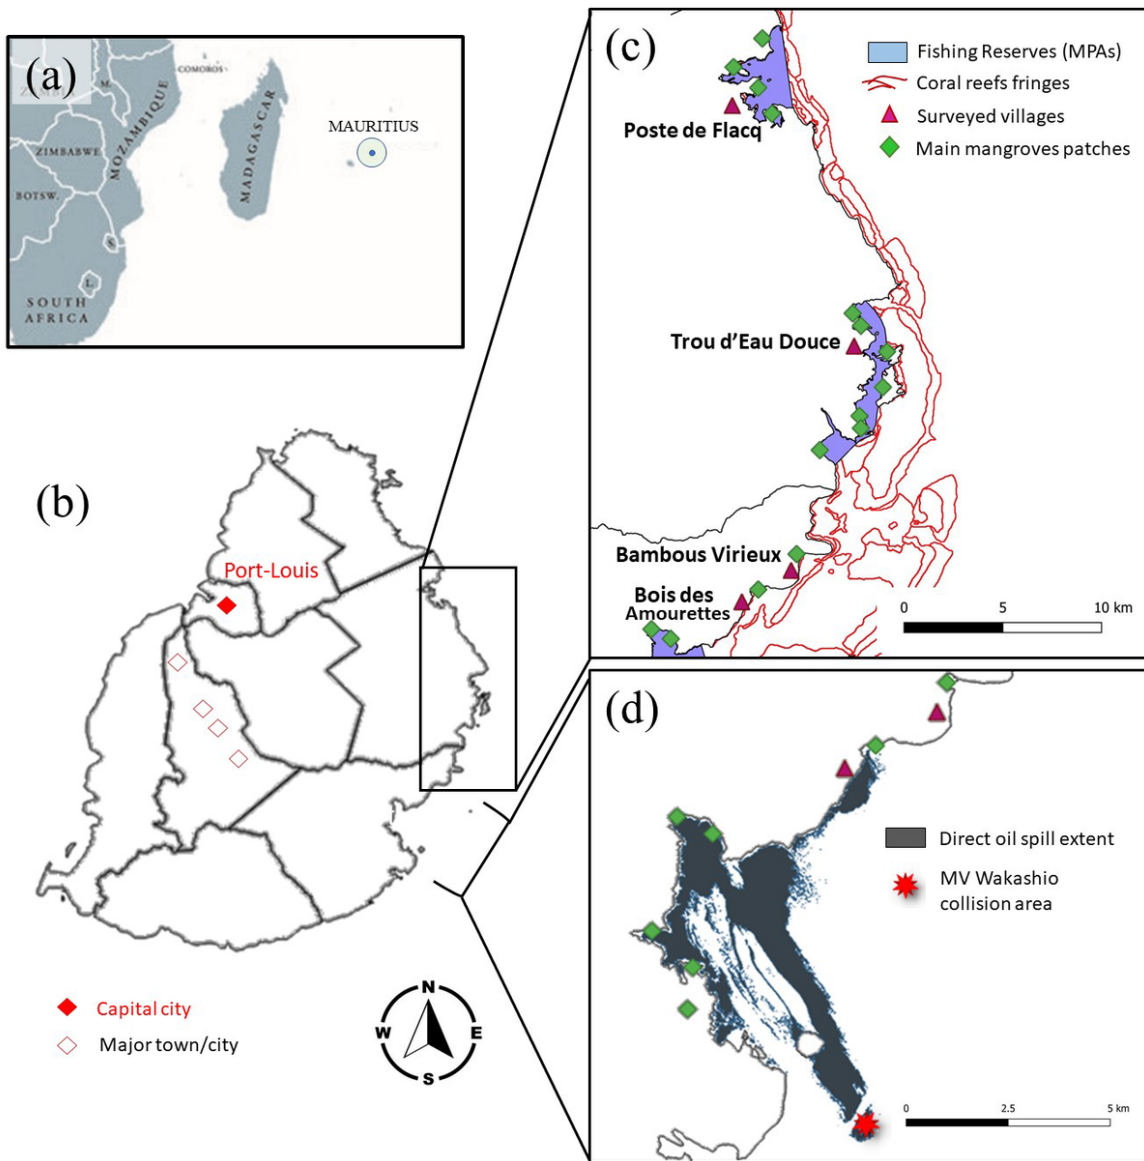 (a)
COMOROS
M.
ZAMBIA
MOZAMBIQUE
ZIMBABWE
MADAGASCAR
MAURITIUS
BOTSW.
S.
L.
SOUTH
AFRICA
(b)
Port-Louis
Capital city
Major town/city
N
W
E
S
(c)
Fishing Reserves (MPAs)
Coral reefs fringes
Surveyed villages
Main mangroves patches
Poste de Flacq
Trou d’Eau Douce
Bambous Virieux
Bois des
Amourettes
0 5 10 km
(d)
Direct oil spill extent
MV Wakashio
collision area
0 2.5 5 km